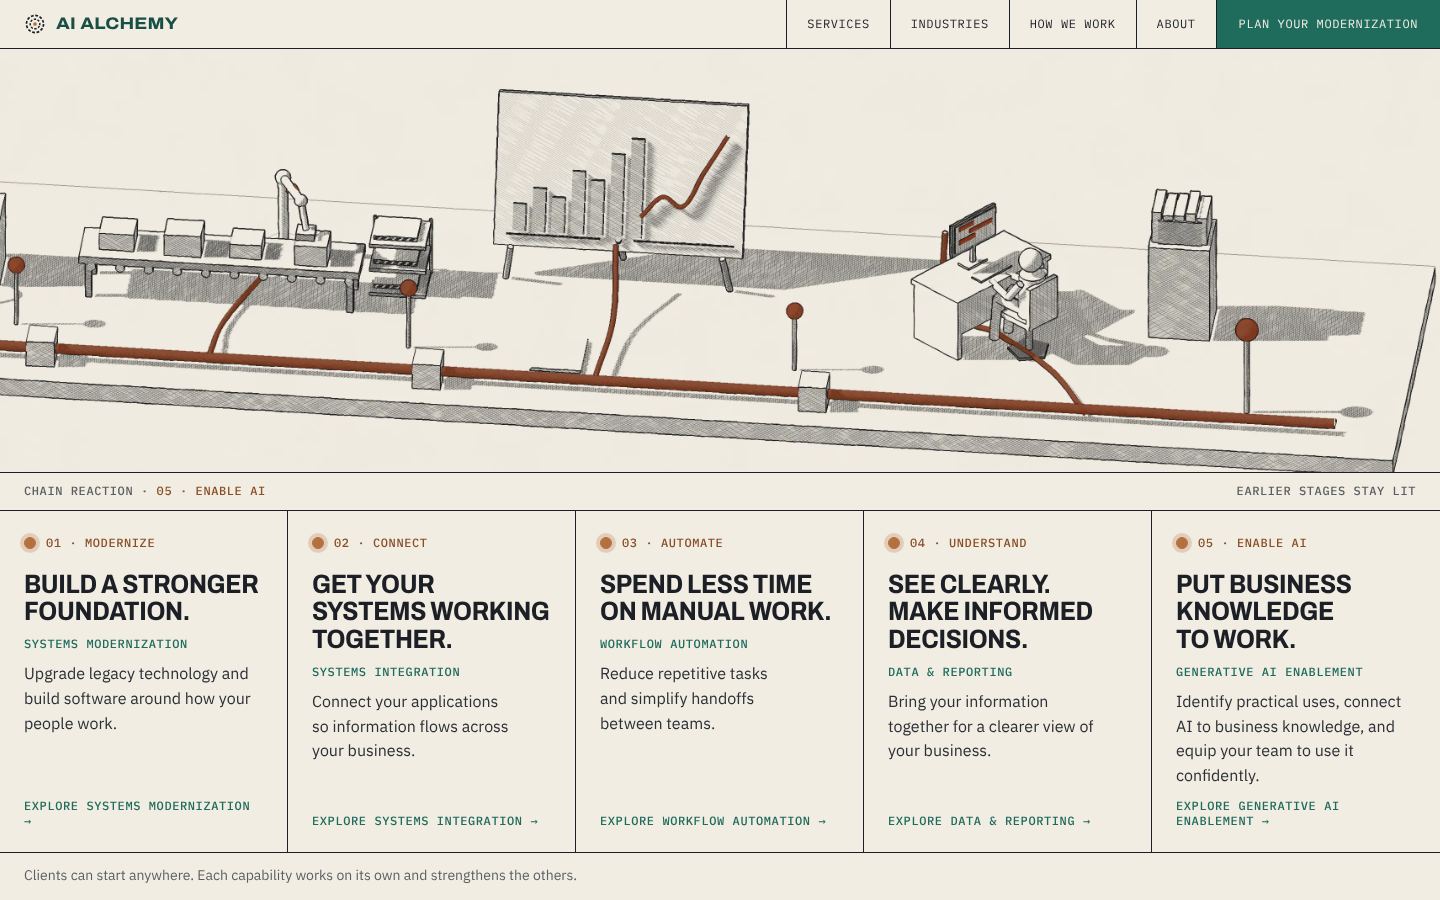 AI ALCHEMY
SERVICES
INDUSTRIES
HOW WE WORK
ABOUT
PLAN YOUR MODERNIZATION
CHAIN REACTION · 05 · ENABLE AI
EARLIER STAGES STAY LIT
01 · MODERNIZE
BUILD A STRONGER
FOUNDATION.
SYSTEMS MODERNIZATION
Upgrade legacy technology and
build software around how your
people work.
EXPLORE SYSTEMS MODERNIZATION
→
02 · CONNECT
GET YOUR
SYSTEMS WORKING
TOGETHER.
SYSTEMS INTEGRATION
Connect your applications
so information flows across
your business.
EXPLORE SYSTEMS INTEGRATION →
03 · AUTOMATE
SPEND LESS TIME
ON MANUAL WORK.
WORKFLOW AUTOMATION
Reduce repetitive tasks
and simplify handoffs
between teams.
EXPLORE WORKFLOW AUTOMATION →
04 · UNDERSTAND
SEE CLEARLY.
MAKE INFORMED
DECISIONS.
DATA & REPORTING
Bring your information
together for a clearer view of
your business.
EXPLORE DATA & REPORTING →
05 · ENABLE AI
PUT BUSINESS
KNOWLEDGE
TO WORK.
GENERATIVE AI ENABLEMENT
Identify practical uses, connect
AI to business knowledge, and
equip your team to use it
confidently.
EXPLORE GENERATIVE AI
ENABLEMENT →
Clients can start anywhere. Each capability works on its own and strengthens the others.